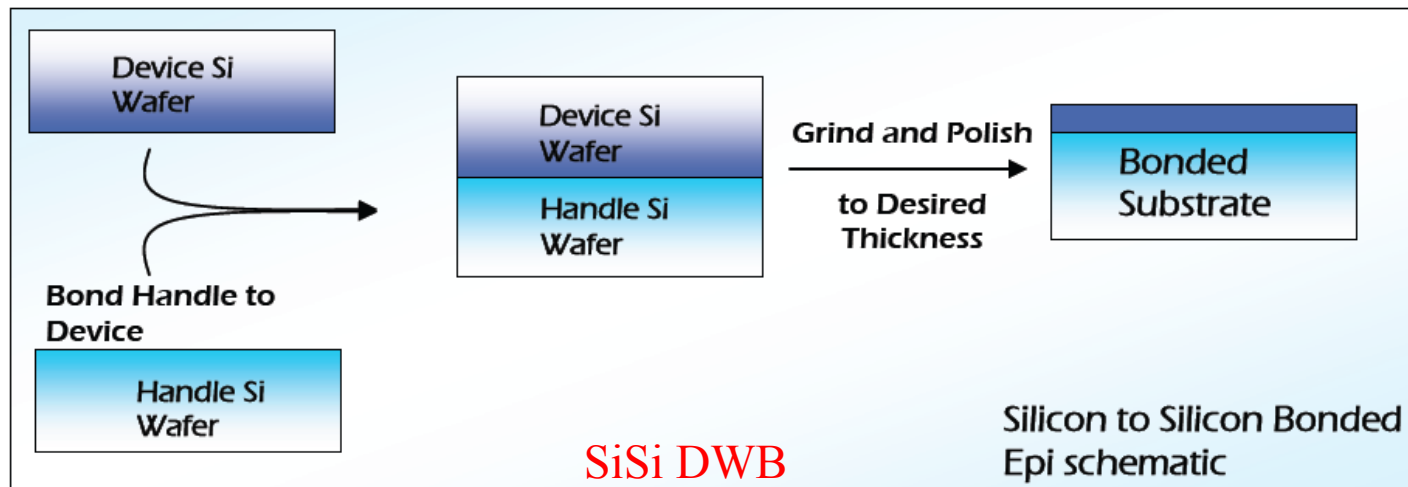 Device Si
Wafer
Bond Handle to
Device
Handle Si
Wafer
Device Si
Wafer
Handle Si
Wafer
Grind and Polish
to Desired
Thickness
Bonded
Substrate
SiSi DWB
Silicon to Silicon Bonded
Epi schematic